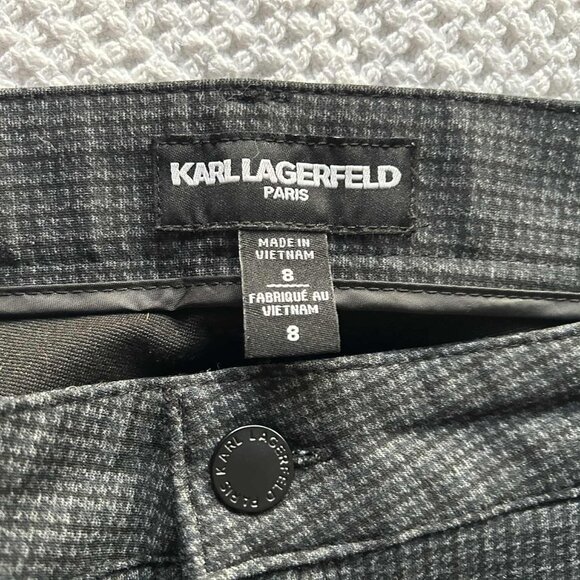 KARL LAGERFELD
PARIS
MADE IN
VIETNAM
8
FABRIQUÉ AU
VIETNAM
8
KARL LAGERFELD PARIS